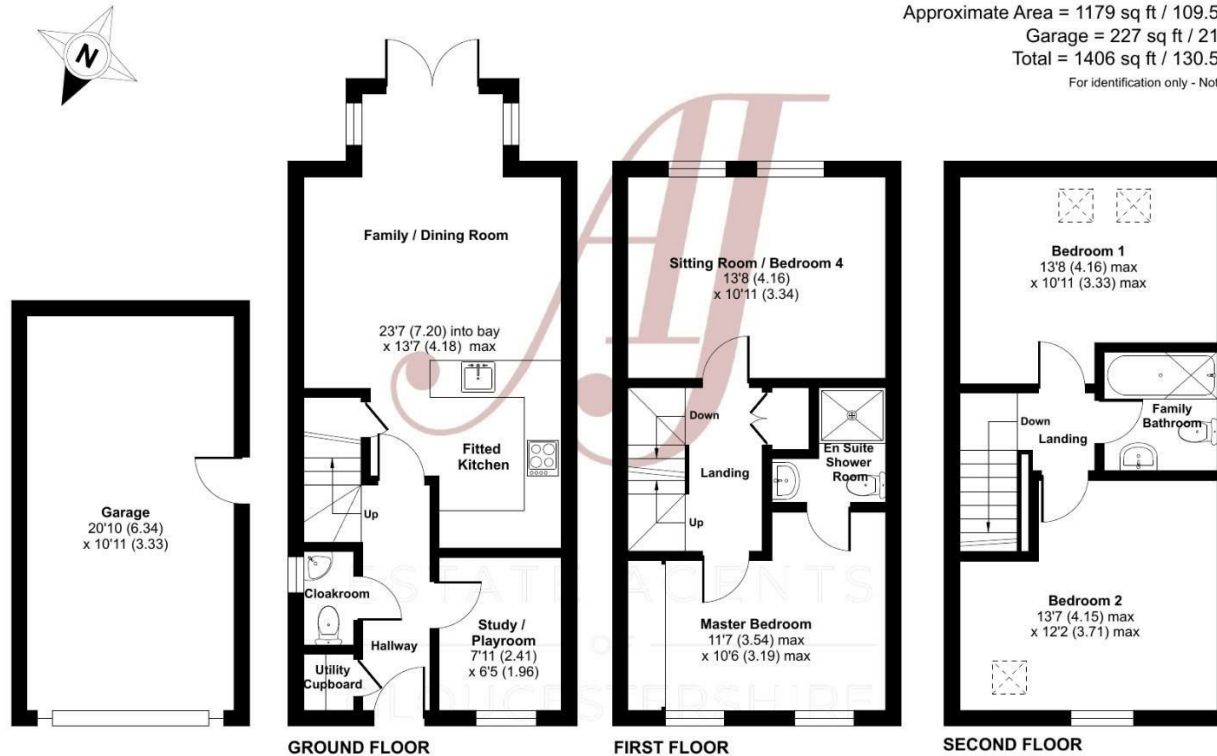 N
Approximate Area = 1179 sq ft / 109.5
Garage = 227 sq ft / 21
Total = 1406 sq ft / 130.5
For identification only - Not
Garage
20'10 (6.34)
x 10'11 (3.33)
Family / Dining Room
23'7 (7.20) into bay
x 13'7 (4.18) max
Fitted
Kitchen
Up
Cloakroom
Hallway
Utility
Cupboard
Study /
Playroom
7'11 (2.41)
x 6'5 (1.96)
GROUND FLOOR
Sitting Room / Bedroom 4
13'8 (4.16)
x 10'11 (3.34)
Down
Landing
Up
En Suite
Shower
Room
Master Bedroom
11'7 (3.54) max
x 10'6 (3.19) max
FIRST FLOOR
Bedroom 1
13'8 (4.16) max
x 10'11 (3.33) max
Down
Landing
Family
Bathroom
Bedroom 2
13'7 (4.15) max
x 12'2 (3.71) max
SECOND FLOOR
AJ
ESTATE AGENTS
of
GLOUCESTERSHIRE